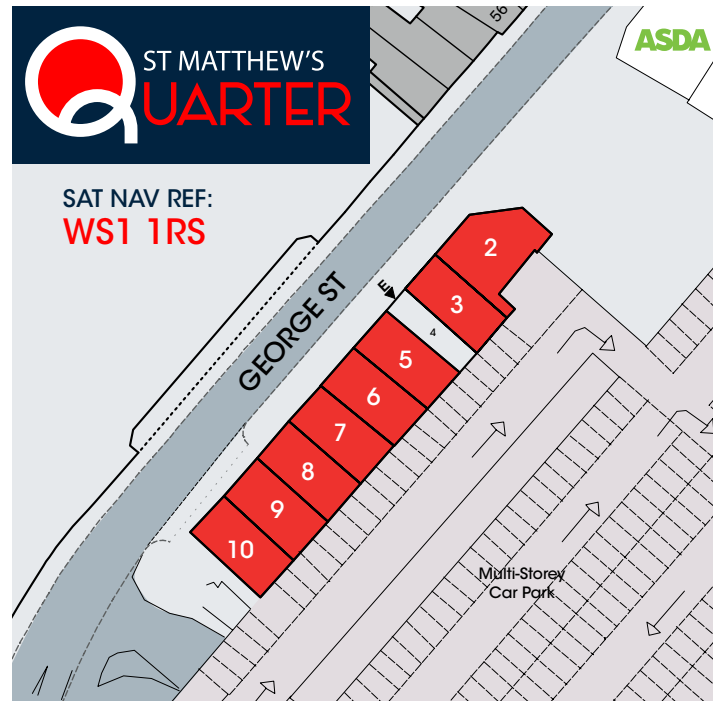 ST MATTHEW'S
QUARTER
SAT NAV REF:
WS1 1RS
56
ASDA
GEORGE ST
E
2
3
4
5
6
7
8
9
10
Multi-Storey
Car Park